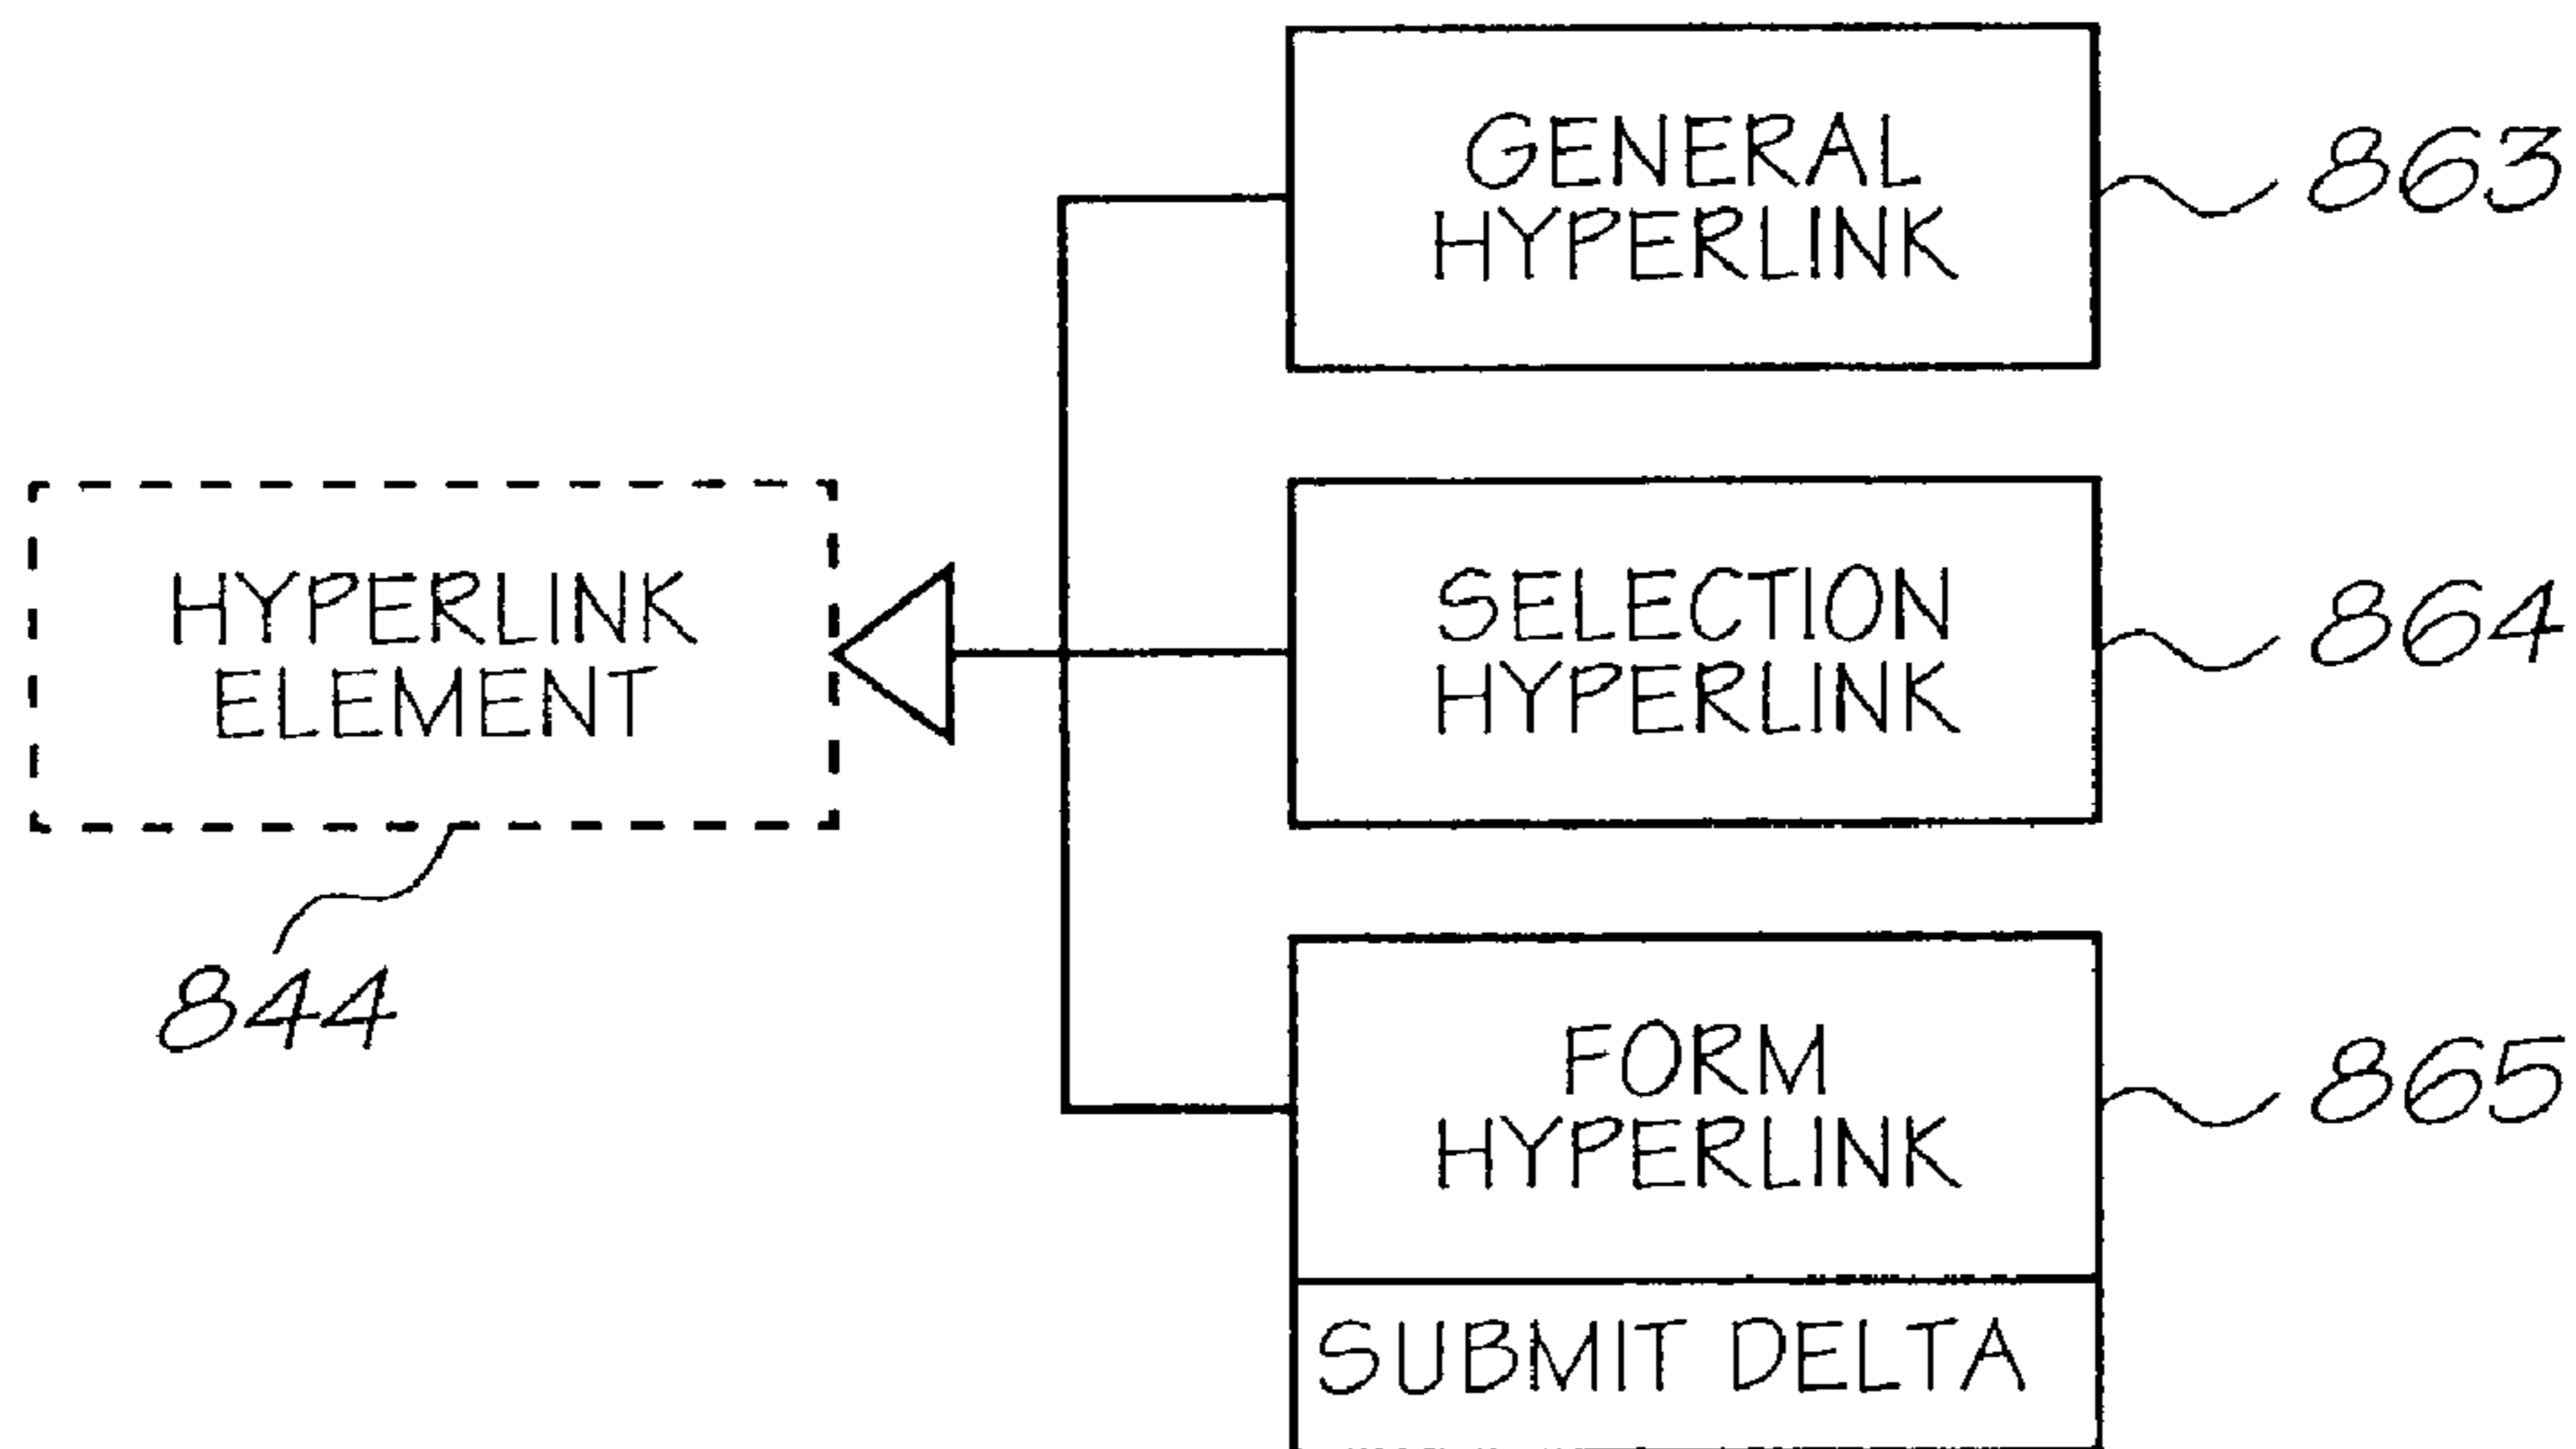 GENERAL
HYPERLINK
863
HYPERLINK
ELEMENT
844
SELECTION
HYPERLINK
864
FORM
HYPERLINK
865
SUBMIT DELTA